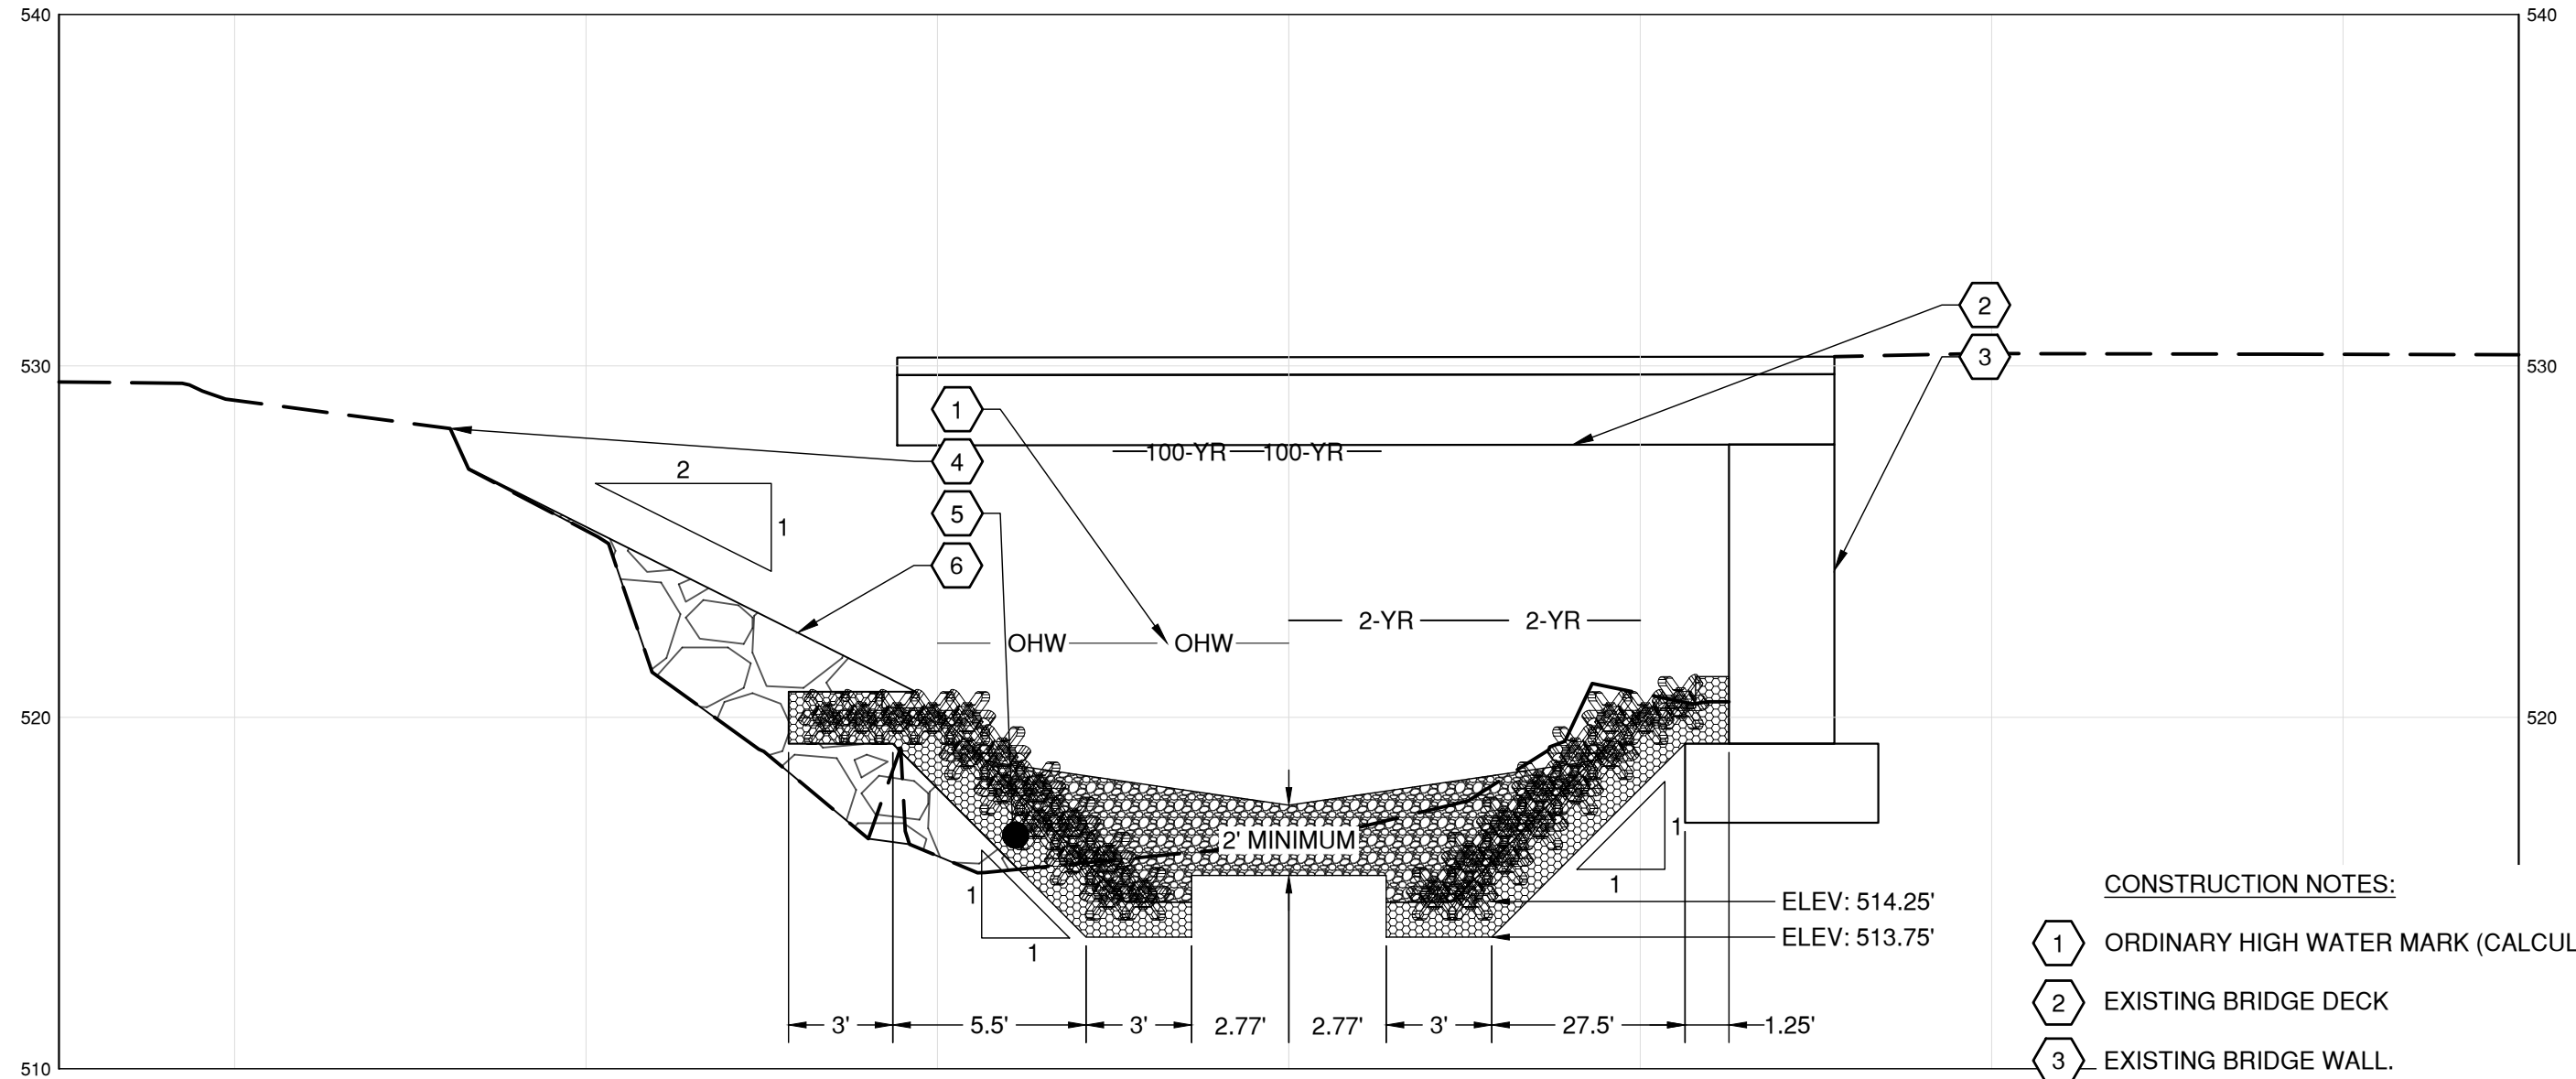 540
540
2
530
3
530
1
4
100-YR 100-YR
2
5
1
6
2-YR 2-YR
OHW OHW
520
520
2' MINIMUM
1
1
1
1
ELEV: 514.25'
ELEV: 513.75'
3' 5.5' 3' 2.77' 2.77' 3' 27.5' 1.25'
510
CONSTRUCTION NOTES:
1 ORDINARY HIGH WATER MARK (CALCUL
2 EXISTING BRIDGE DECK
3 EXISTING BRIDGE WALL.